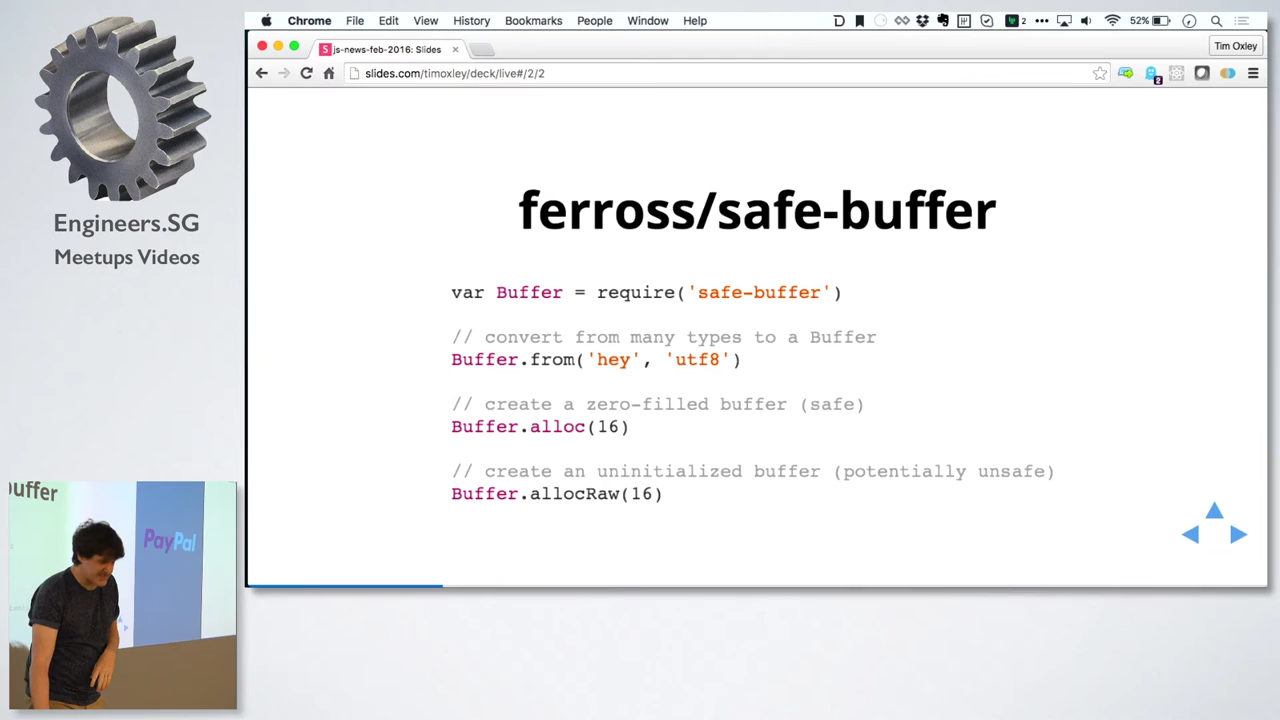 Engineers.SG
Meetups Videos
Chrome File Edit View History Bookmarks People Window Help
2
52%
js-news-feb-2016: Slides
Tim Oxley
slides.com/timoxley/deck/live#/2/2
2
ferross/safe-buffer
var Buffer = require('safe-buffer')
// convert from many types to a Buffer
Buffer.from('hey', 'utf8')
// create a zero-filled buffer (safe)
Buffer.alloc(16)
// create an uninitialized buffer (potentially unsafe)
Buffer.allocRaw(16)
buffer
PayPal